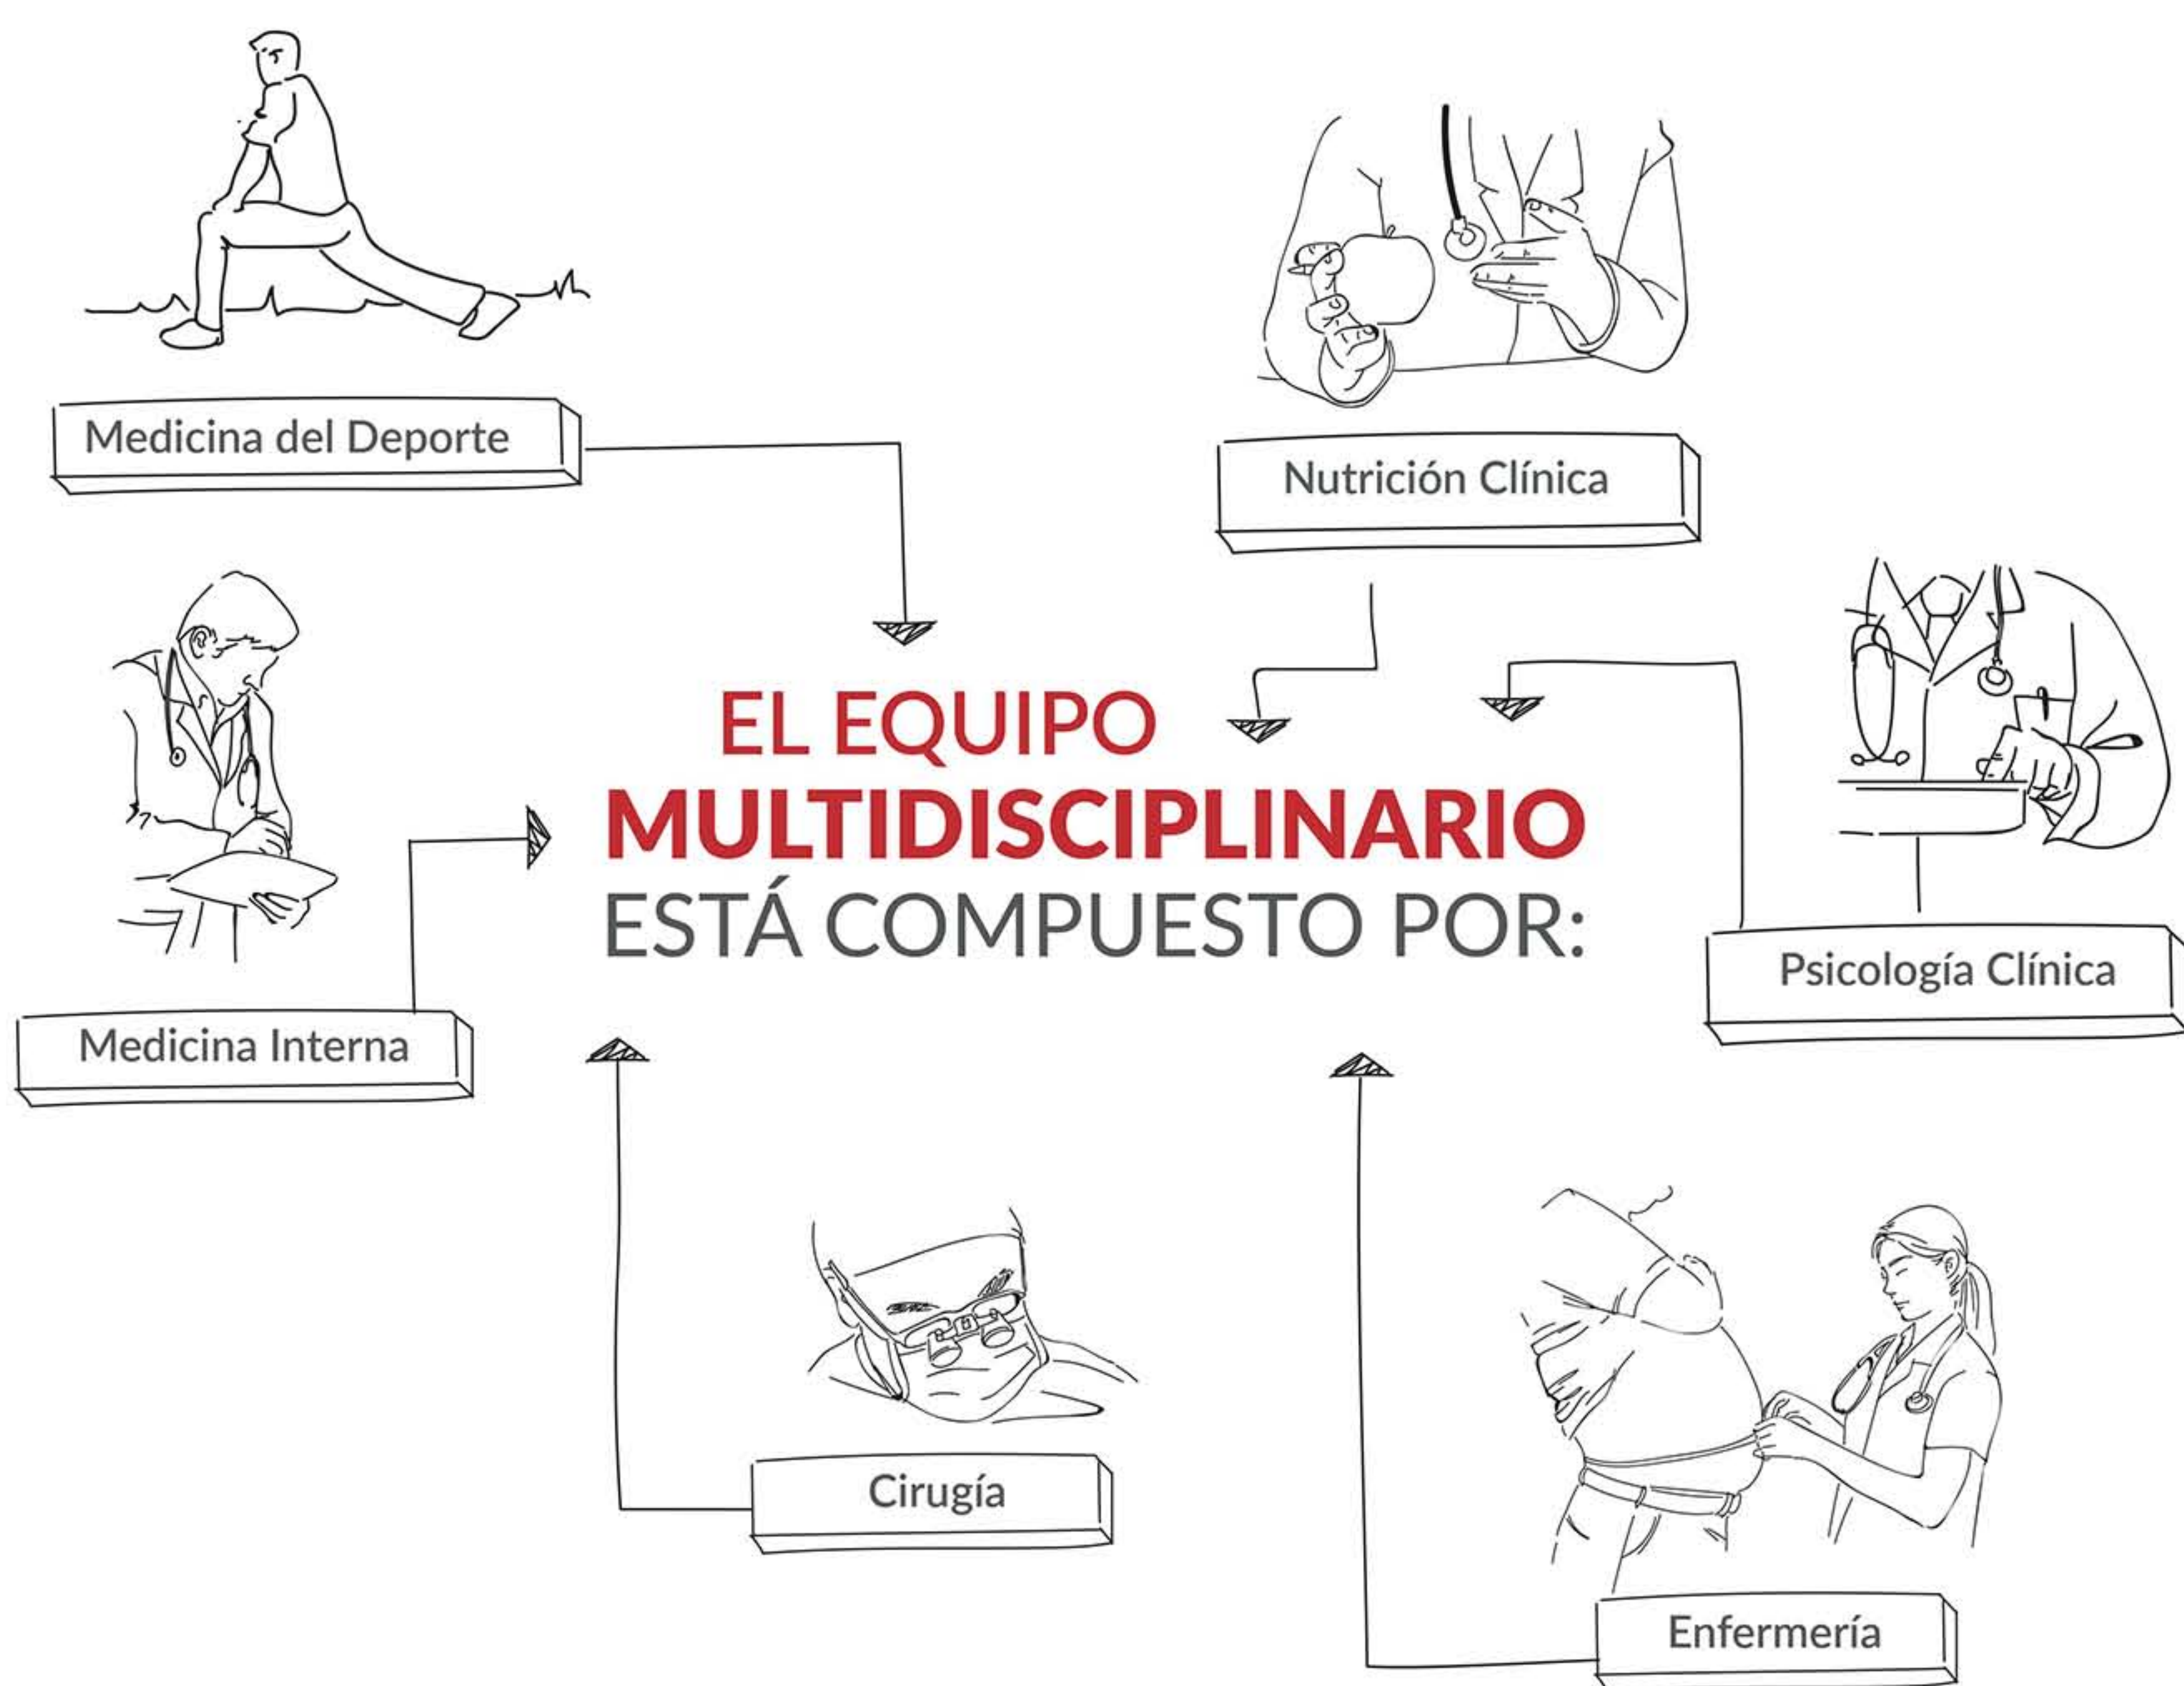 Medicina del Deporte
Nutrición Clínica
EL EQUIPO
MULTIDISCIPLINARIO
ESTÁ COMPUESTO POR:
Psicología Clínica
Medicina Interna
Cirugía
Enfermería